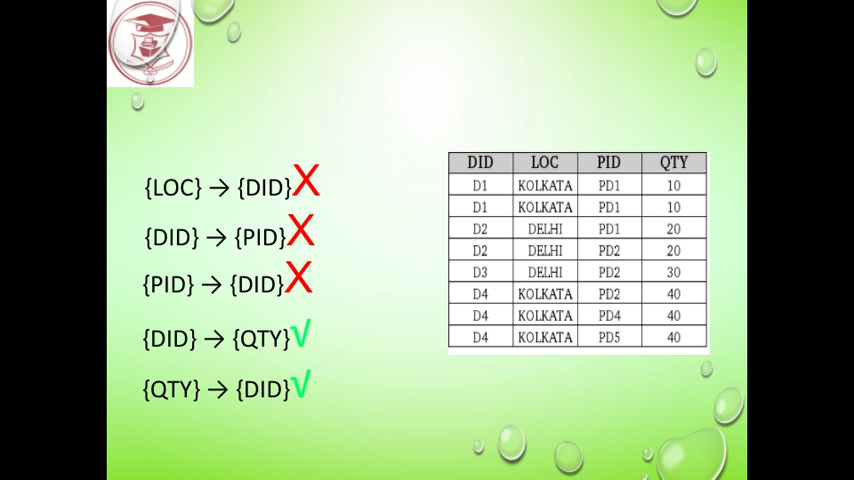 {LOC} → {DID}X
{DID} → {PID}X
{PID} → {DID}X
{DID} → {QTY}√
{QTY} → {DID}√
DID LOC PID QTY
D1 KOLKATA PD1 10
D1 KOLKATA PD1 10
D2 DELHI PD1 20
D2 DELHI PD2 20
D3 DELHI PD2 30
D4 KOLKATA PD2 40
D4 KOLKATA PD4 40
D4 KOLKATA PD5 40